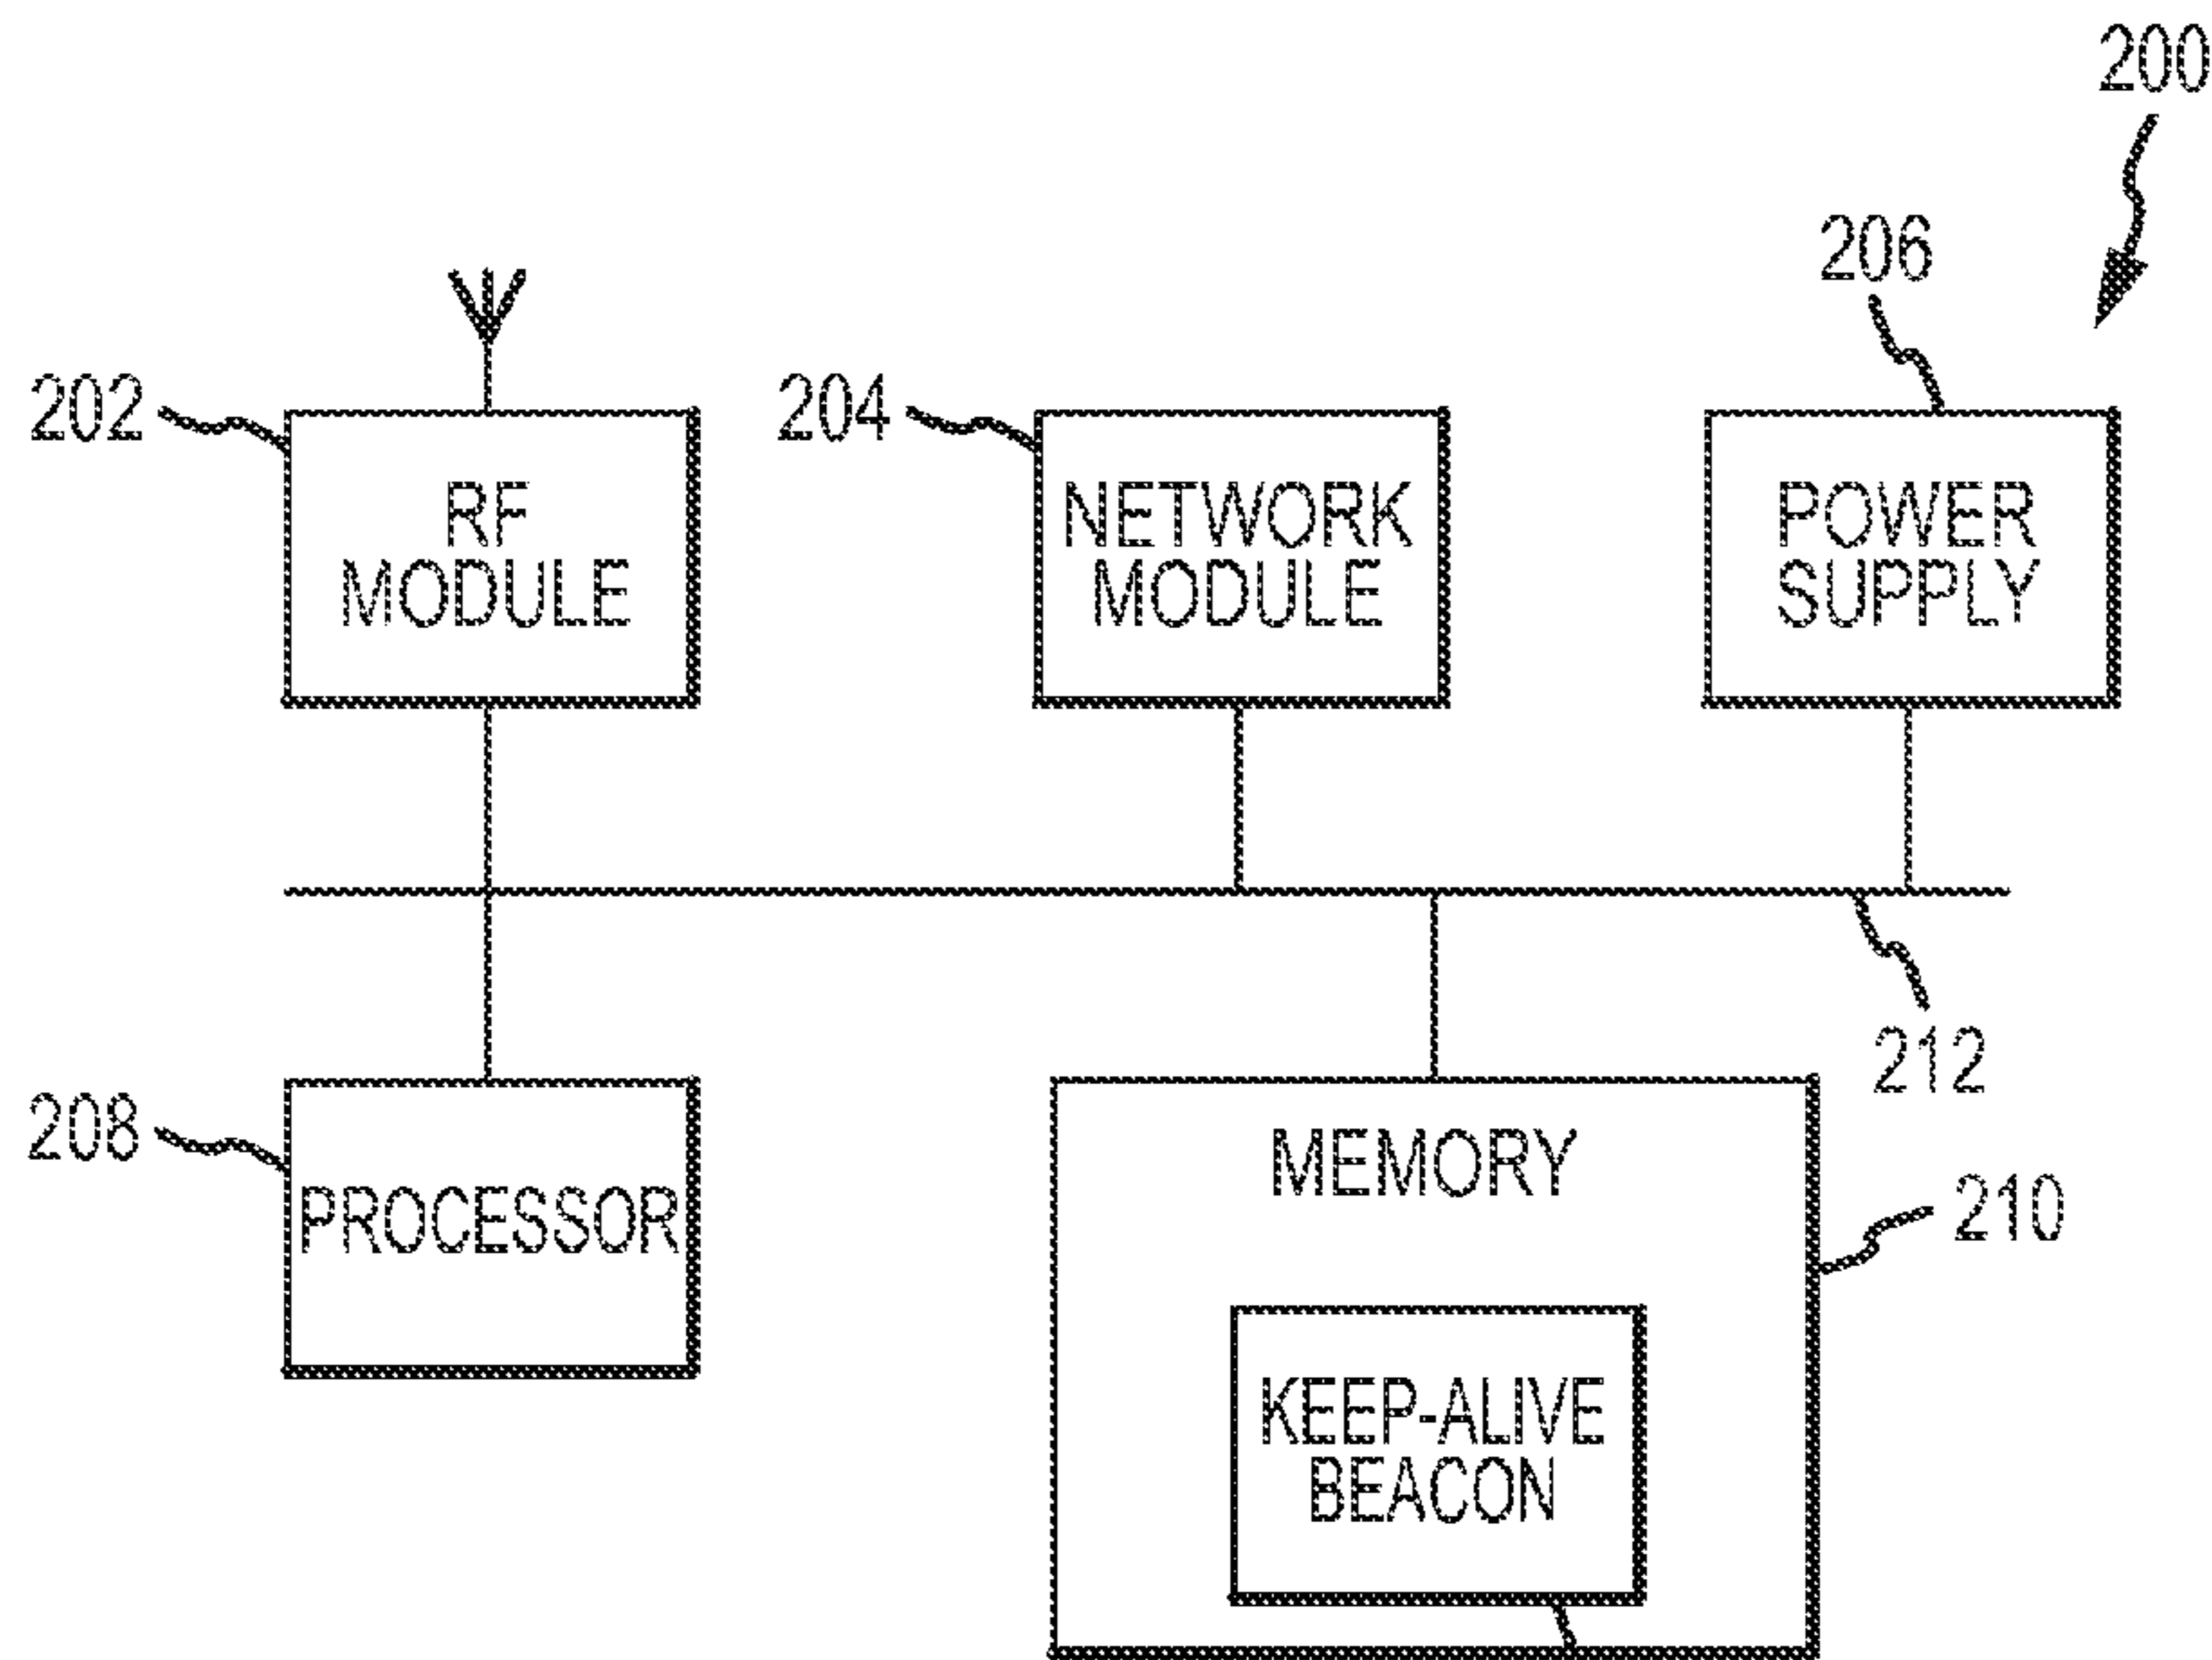 200
206
202
204
RF
MODULE
NETWORK
MODULE
POWER
SUPPLY
212
208
PROCESSOR
MEMORY
210
KEEP-ALIVE
BEACON